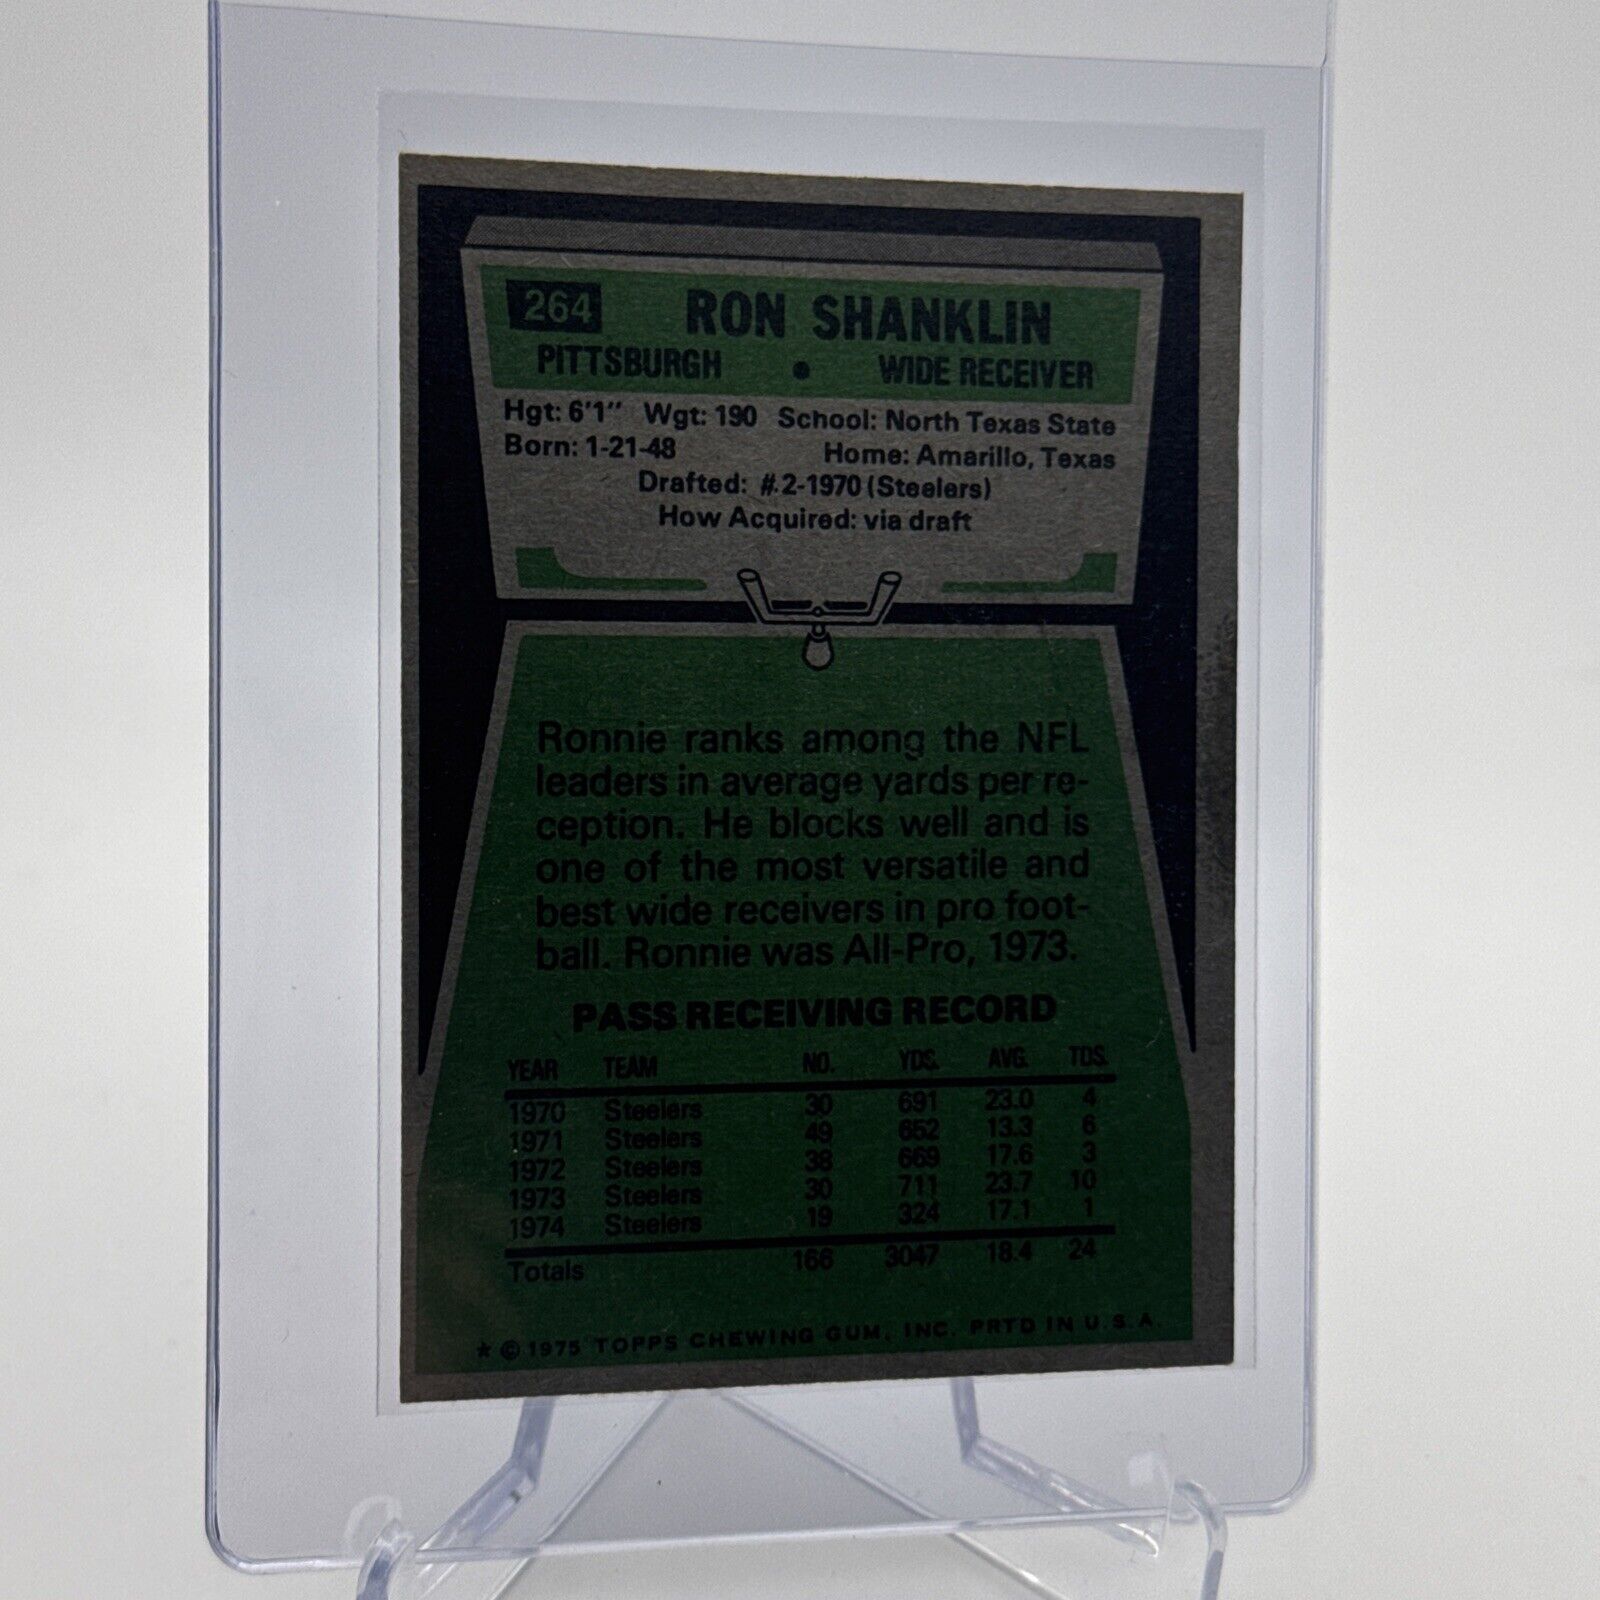 264 RON SHANKLIN
PITTSBURGH • WIDE RECEIVER
Hgt: 6'1" Wgt: 190 School: North Texas State
Born: 1-21-48 Home: Amarillo, Texas
Drafted: #2-1970 (Steelers)
How Acquired: via draft
Ronnie ranks among the NFL
leaders in average yards per re-
ception. He blocks well and is
one of the most versatile and
best wide receivers in pro foot-
ball. Ronnie was All-Pro, 1973.
PASS RECEIVING RECORD
YEAR TEAM NO. YDS. AVG. TDS.
1970 Steelers 30 691 23.0 4
1971 Steelers 49 652 13.3 6
1972 Steelers 38 669 17.6 3
1973 Steelers 30 711 23.7 10
1974 Steelers 19 324 17.1 1
Totals 166 3047 18.4 24
* © 1975 TOPPS CHEWING GUM, INC. PRTD IN U.S.A.